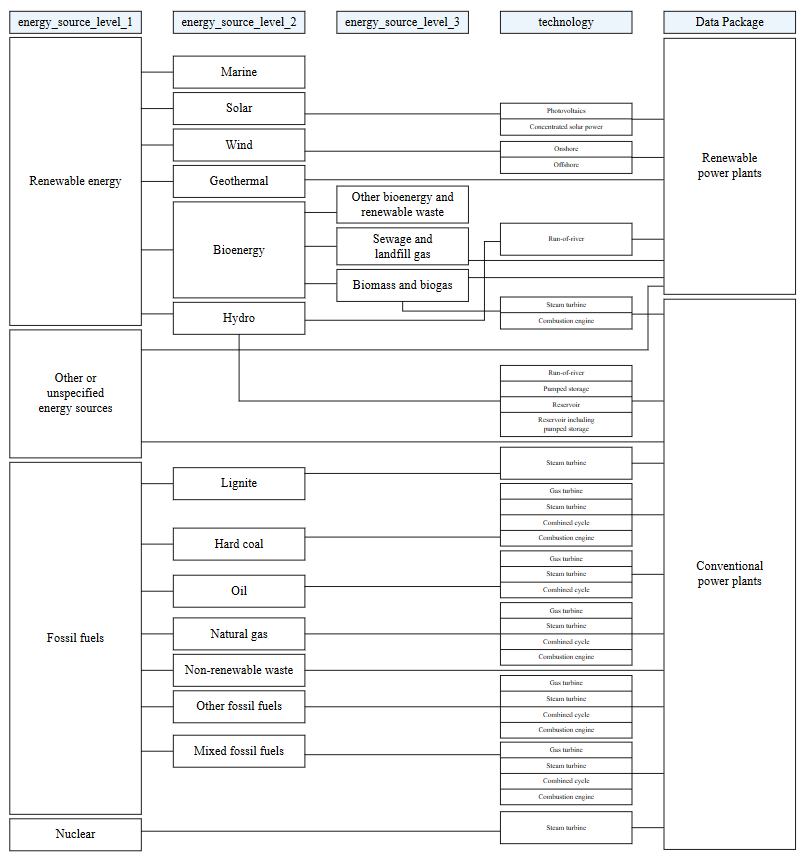 energy_source_level_1
energy_source_level_2
energy_source_level_3
technology
Data Package
Renewable energy
Marine
Solar
Wind
Geothermal
Bioenergy
Hydro
Other bioenergy and
renewable waste
Sewage and
landfill gas
Biomass and biogas
Photovoltaics
Concentrated solar power
Onshore
Offshore
Run-of-river
Steam turbine
Combustion engine
Renewable
power plants
Other or
unspecified
energy sources
Run-of-river
Pumped storage
Reservoir
Reservoir including
pumped storage
Fossil fuels
Lignite
Hard coal
Oil
Natural gas
Non-renewable waste
Other fossil fuels
Mixed fossil fuels
Steam turbine
Gas turbine
Steam turbine
Combined cycle
Combustion engine
Gas turbine
Steam turbine
Combined cycle
Gas turbine
Steam turbine
Combined cycle
Combustion engine
Gas turbine
Steam turbine
Combined cycle
Combustion engine
Gas turbine
Steam turbine
Combined cycle
Combustion engine
Conventional
power plants
Nuclear
Steam turbine